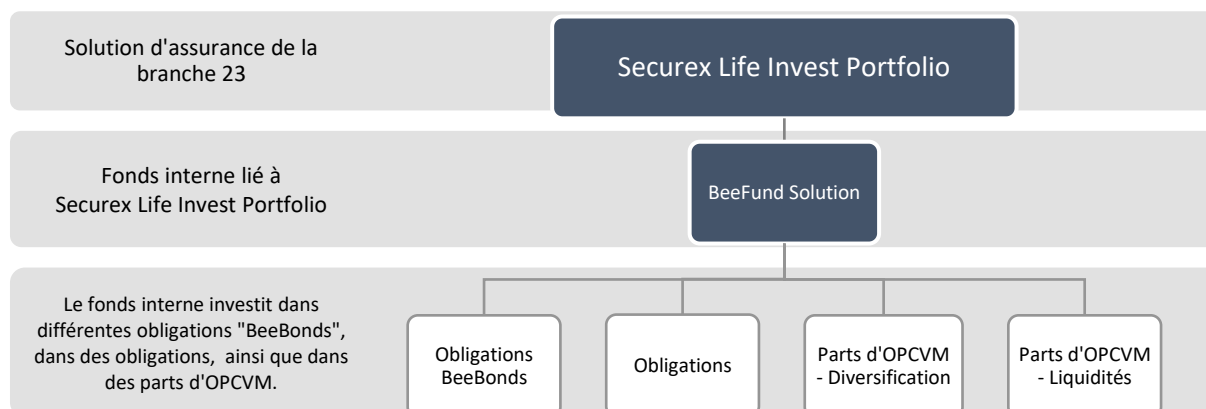 Solution d'assurance de la
branche 23
Securex Life Invest Portfolio
Fonds interne lié à
Securex Life Invest Portfolio
BeeFund Solution
Le fonds interne investit dans
différentes obligations "BeeBonds",
dans des obligations, ainsi que dans
des parts d'OPCVM.
Obligations
BeeBonds
Obligations
Parts d'OPCVM
- Diversification
Parts d'OPCVM
- Liquidités